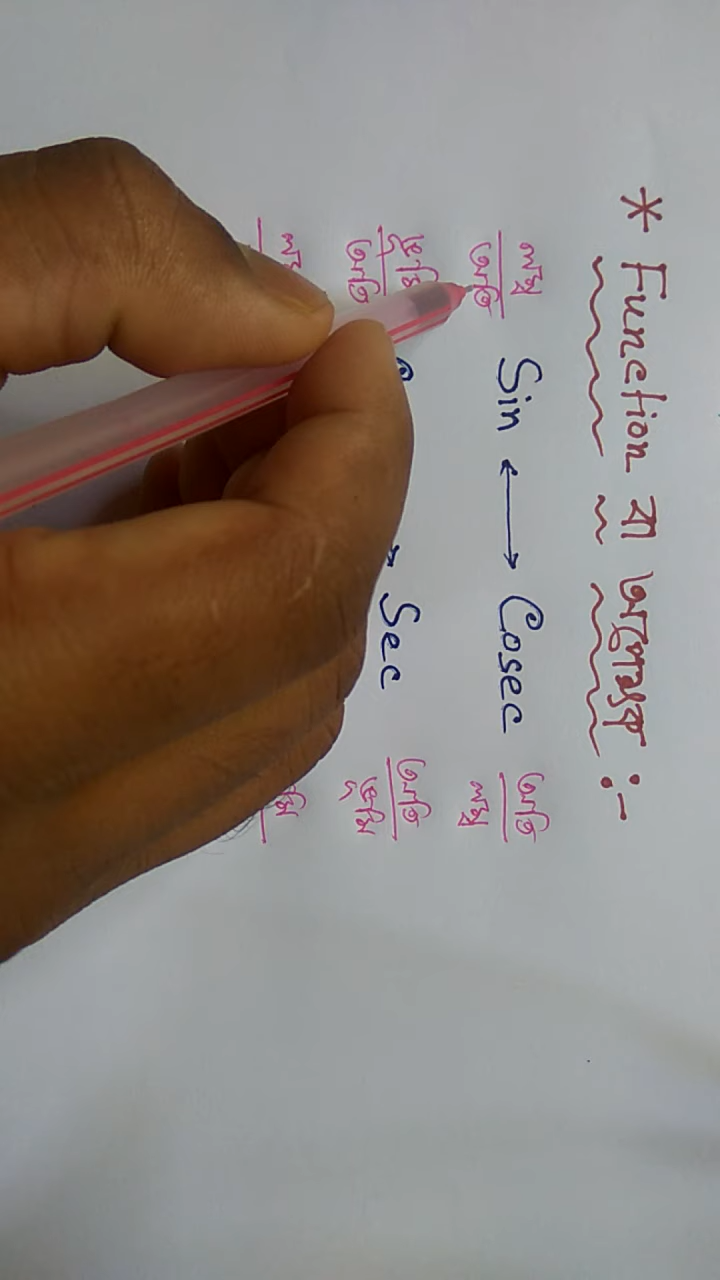 * Function বা অপেক্ষক :-
লম্ব/অতি Sin ↔ Cosec অতি/লম্ব
ভূমি/অতি Sec অতি/ভূমি